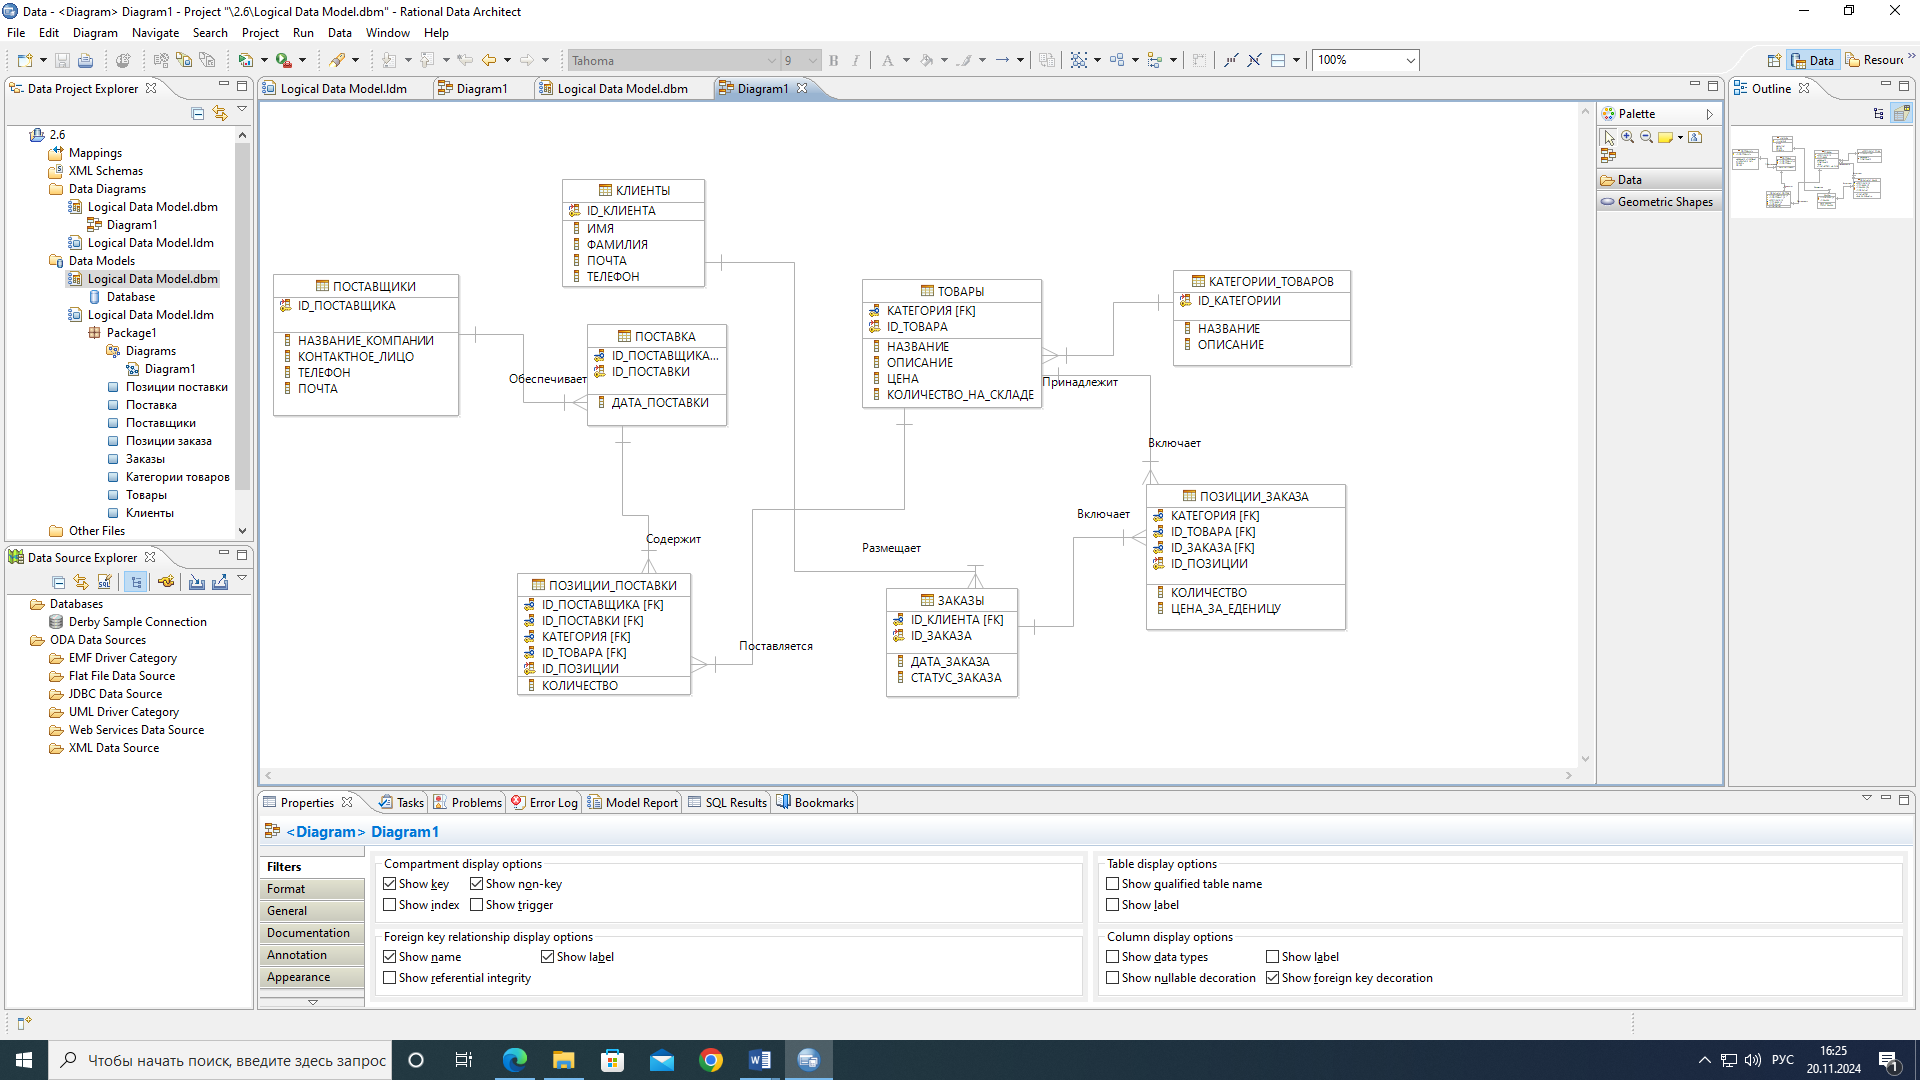 Data - <Diagram> Diagram1 - Project "\2.6\Logical Data Model.dbm" - Rational Data Architect
File Edit Diagram Navigate Search Project Run Data Window Help
Tahoma 9 B I A 100% Data
Data Project Explorer
2.6
Mappings
XML Schemas
Data Diagrams
Logical Data Model.dbm
Diagram1
Logical Data Model.ldm
Data Models
Logical Data Model.dbm
Database
Logical Data Model.ldm
Package1
Diagrams
Diagram1
Позиции поставки
Поставка
Поставщики
Позиции заказа
Заказы
Категории товаров
Товары
Клиенты
Other Files
Data Source Explorer
Databases
Derby Sample Connection
ODA Data Sources
EMF Driver Category
Flat File Data Source
JDBC Data Source
UML Driver Category
Web Services Data Source
XML Data Source
Logical Data Model.ldm Diagram1 Logical Data Model.dbm Diagram1
КЛИЕНТЫ
ID_КЛИЕНТА
ИМЯ
ФАМИЛИЯ
ПОЧТА
ТЕЛЕФОН
ПОСТАВЩИКИ
ID_ПОСТАВЩИКА
НАЗВАНИЕ_КОМПАНИИ
КОНТАКТНОЕ_ЛИЦО
ТЕЛЕФОН
ПОЧТА
Обеспечивает
ПОСТАВКА
ID_ПОСТАВЩИКА...
ID_ПОСТАВКИ
ДАТА_ПОСТАВКИ
ТОВАРЫ
КАТЕГОРИЯ [FK]
ID_ТОВАРА
НАЗВАНИЕ
ОПИСАНИЕ
ЦЕНА
КОЛИЧЕСТВО_НА_СКЛАДЕ
КАТЕГОРИИ_ТОВАРОВ
ID_КАТЕГОРИИ
НАЗВАНИЕ
ОПИСАНИЕ
Принадлежит
Включает
ПОЗИЦИИ_ЗАКАЗА
КАТЕГОРИЯ [FK]
ID_ТОВАРА [FK]
ID_ЗАКАЗА [FK]
ID_ПОЗИЦИИ
КОЛИЧЕСТВО
ЦЕНА_ЗА_ЕДЕНИЦУ
Включает
Содержит
Размещает
ПОЗИЦИИ_ПОСТАВКИ
ID_ПОСТАВЩИКА [FK]
ID_ПОСТАВКИ [FK]
КАТЕГОРИЯ [FK]
ID_ТОВАРА [FK]
ID_ПОЗИЦИИ
КОЛИЧЕСТВО
Поставляется
ЗАКАЗЫ
ID_КЛИЕНТА [FK]
ID_ЗАКАЗА
ДАТА_ЗАКАЗА
СТАТУС_ЗАКАЗА
Palette
Data
Geometric Shapes
Outline
Properties Tasks Problems Error Log Model Report SQL Results Bookmarks
<Diagram> Diagram1
Filters
Format
General
Documentation
Annotation
Appearance
Compartment display options
Show key Show non-key
Show index Show trigger
Foreign key relationship display options
Show name Show label
Show referential integrity
Table display options
Show qualified table name
Show label
Column display options
Show data types Show label
Show nullable decoration Show foreign key decoration
Чтобы начать поиск, введите здесь запрос
РУС
16:25
20.11.2024
1